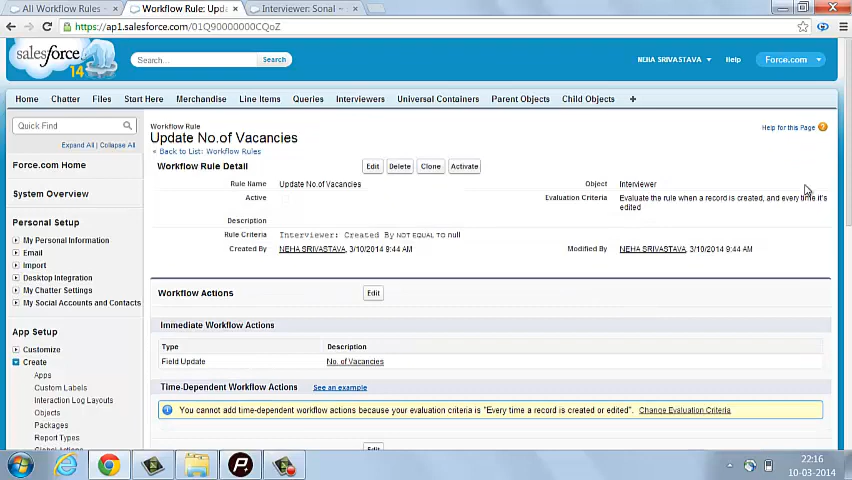 All Workflow Rules
Workflow Rule: Upd
Interviewer: Sonal ~
https://ap1.salesforce.com/01Q90000000CQoZ
salesforce
14
Search...
Search
NEHA SRIVASTAVA
Help
Force.com
Home
Chatter
Files
Start Here
Merchandise
Line Items
Queries
Interviewers
Universal Containers
Parent Objects
Child Objects
+
Quick Find
Expand All | Collapse All
Force.com Home
System Overview
Personal Setup
My Personal Information
Email
Import
Desktop Integration
My Chatter Settings
My Social Accounts and Contacts
App Setup
Customize
Create
Apps
Custom Labels
Interaction Log Layouts
Objects
Packages
Report Types
Global Actions
Workflow Rule
Update No.of Vacancies
« Back to List: Workflow Rules
Help for this Page
Workflow Rule Detail
Edit
Delete
Clone
Activate
Rule Name
Update No.of Vacancies
Object
Interviewer
Active
Evaluation Criteria
Evaluate the rule when a record is created, and every time it's
edited
Description
Rule Criteria
Interviewer: Created By NOT EQUAL TO null
Created By
NEHA SRIVASTAVA, 3/10/2014 9:44 AM
Modified By
NEHA SRIVASTAVA, 3/10/2014 9:44 AM
Workflow Actions
Edit
Immediate Workflow Actions
Type
Description
Field Update
No. of Vacancies
Time-Dependent Workflow Actions
See an example
You cannot add time-dependent workflow actions because your evaluation criteria is "Every time a record is created or edited". Change Evaluation Criteria
Edit
22:16
10-03-2014